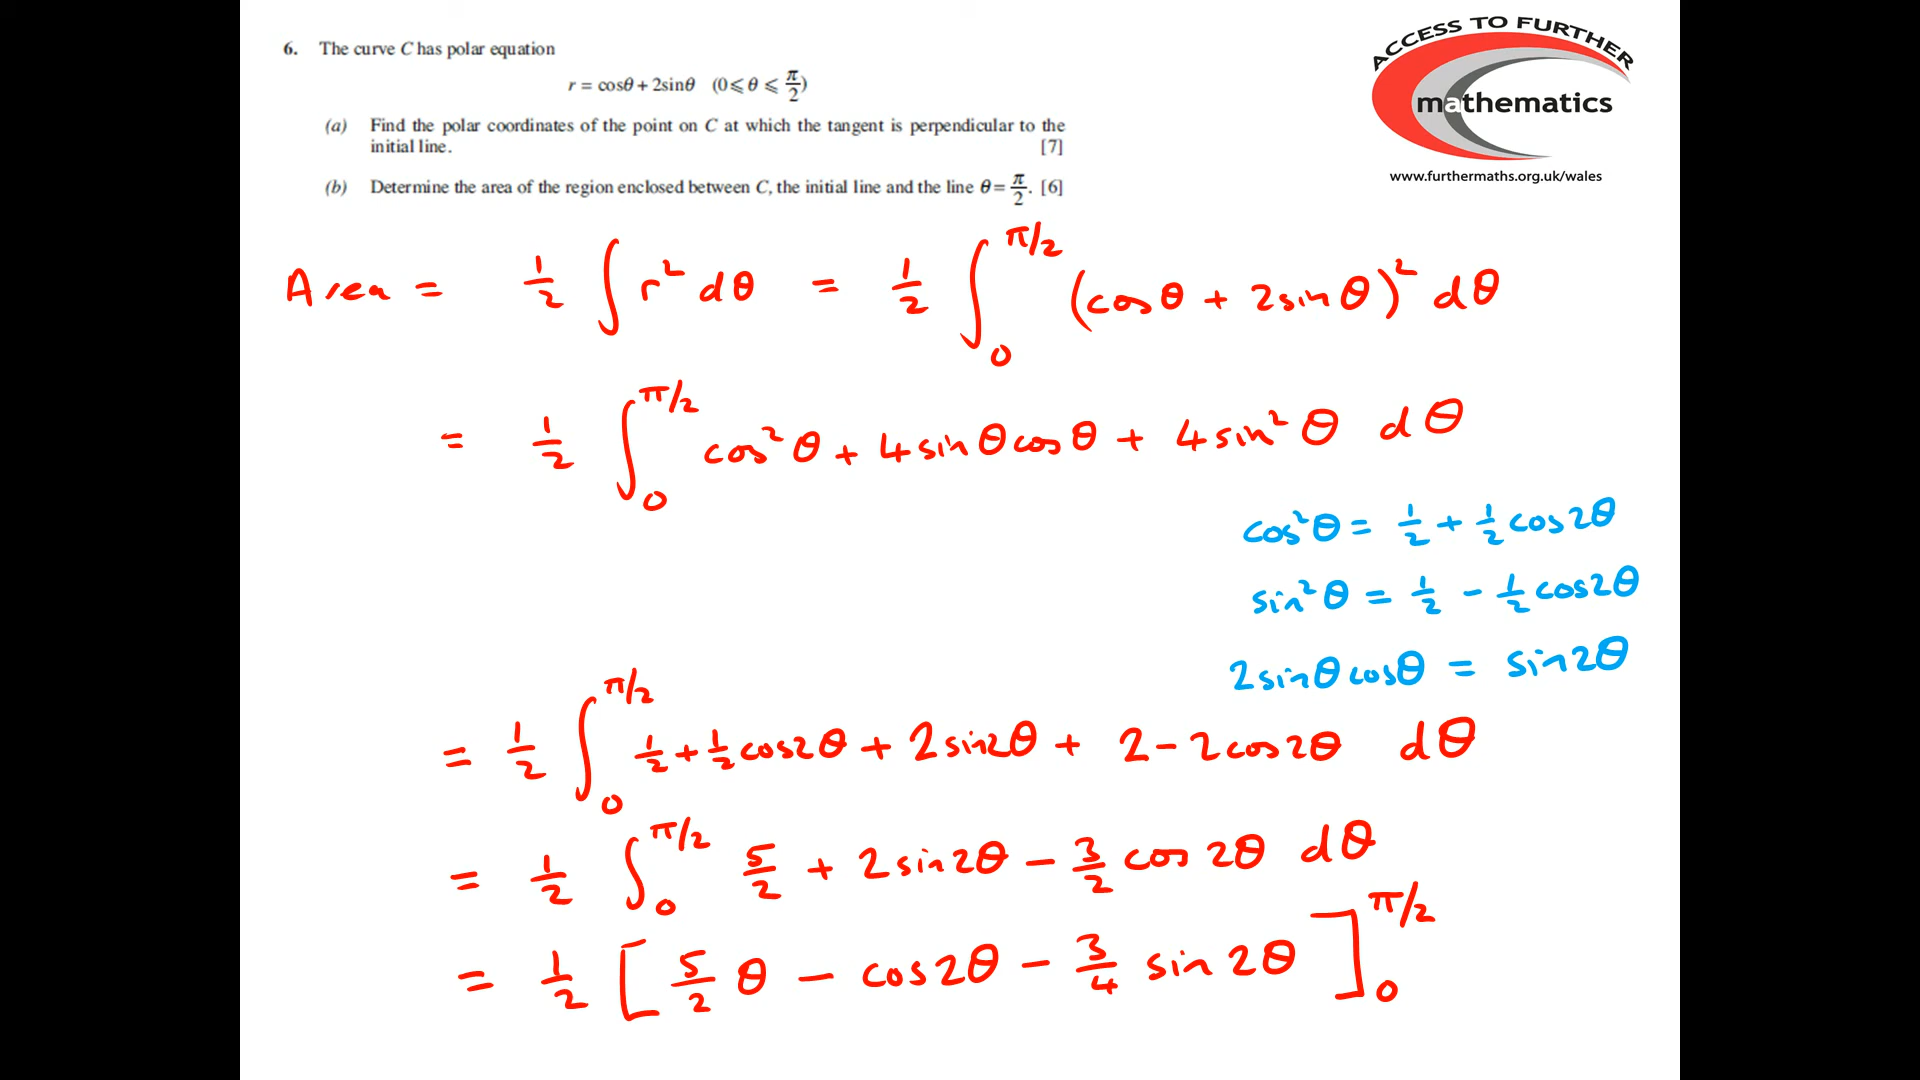 ACCESS TO FURTHER
mathematics
www.furthermaths.org.uk/wales
6. The curve C has polar equation
r = cosθ + 2sinθ (0 ⩽ θ ⩽ π/2)
(a) Find the polar coordinates of the point on C at which the tangent is perpendicular to the
initial line. [7]
(b) Determine the area of the region enclosed between C, the initial line and the line θ = π/2. [6]
Area = 1/2 ∫ r² dθ = 1/2 ∫₀^π/2 (cosθ + 2sinθ)² dθ
= 1/2 ∫₀^π/2 cos²θ + 4sinθcosθ + 4sin²θ dθ
cos²θ = 1/2 + 1/2 cos2θ
sin²θ = 1/2 - 1/2 cos2θ
2sinθcosθ = sin2θ
= 1/2 ∫₀^π/2 1/2 + 1/2 cos2θ + 2sin2θ + 2 - 2cos2θ dθ
= 1/2 ∫₀^π/2 5/2 + 2sin2θ - 3/2 cos2θ dθ
= 1/2 [ 5/2 θ - cos2θ - 3/4 sin2θ ]₀^π/2